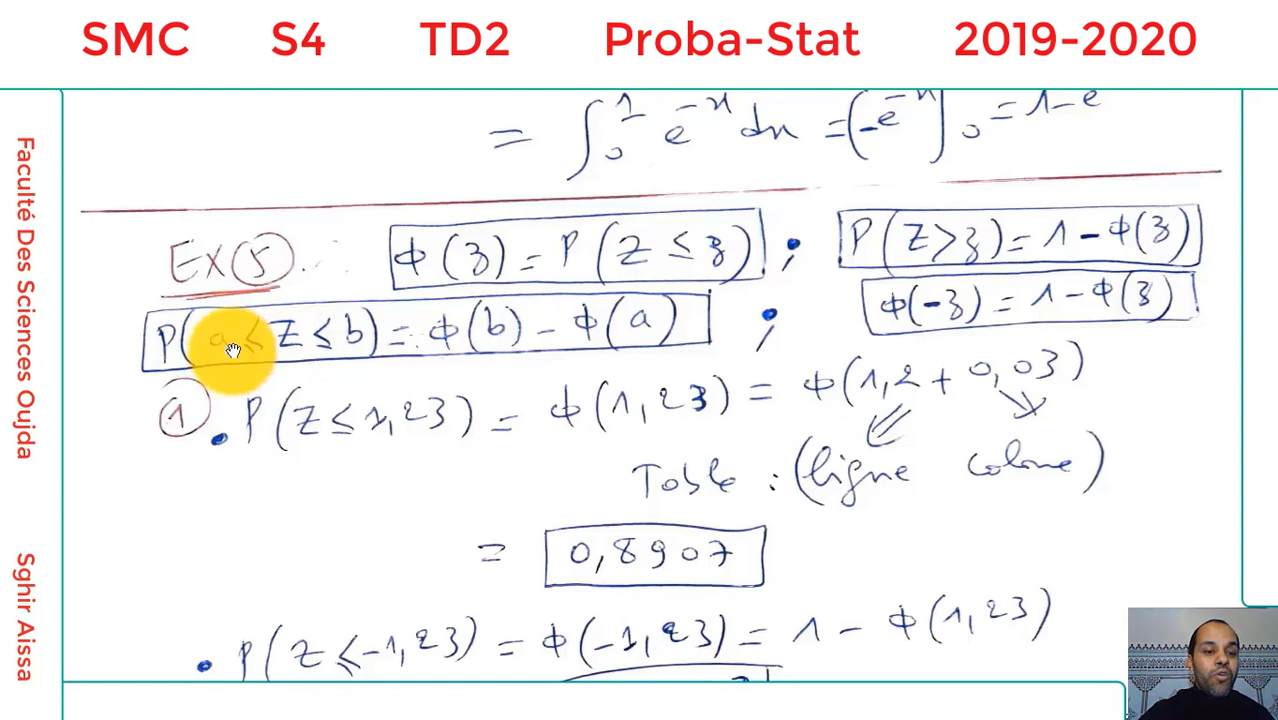 SMC S4 TD2 Proba-Stat 2019-2020
Faculté Des Sciences Oujda
Sghir Aissa
= ∫₀¹ e^{-x} dx = (-e^{-x}]₀ = 1-e
EX 5 : Φ(z) = P(Z ≤ z) ; P(Z > z) = 1 - Φ(z)
P(a ≤ Z ≤ b) = Φ(b) - Φ(a) ; Φ(-z) = 1 - Φ(z)
1 . P(Z ≤ 1,23) = Φ(1,23) = Φ(1,2 + 0,03)
Table : (ligne colone)
= 0,8907
. P(Z ≤ -1,23) = Φ(-1,23) = 1 - Φ(1,23)